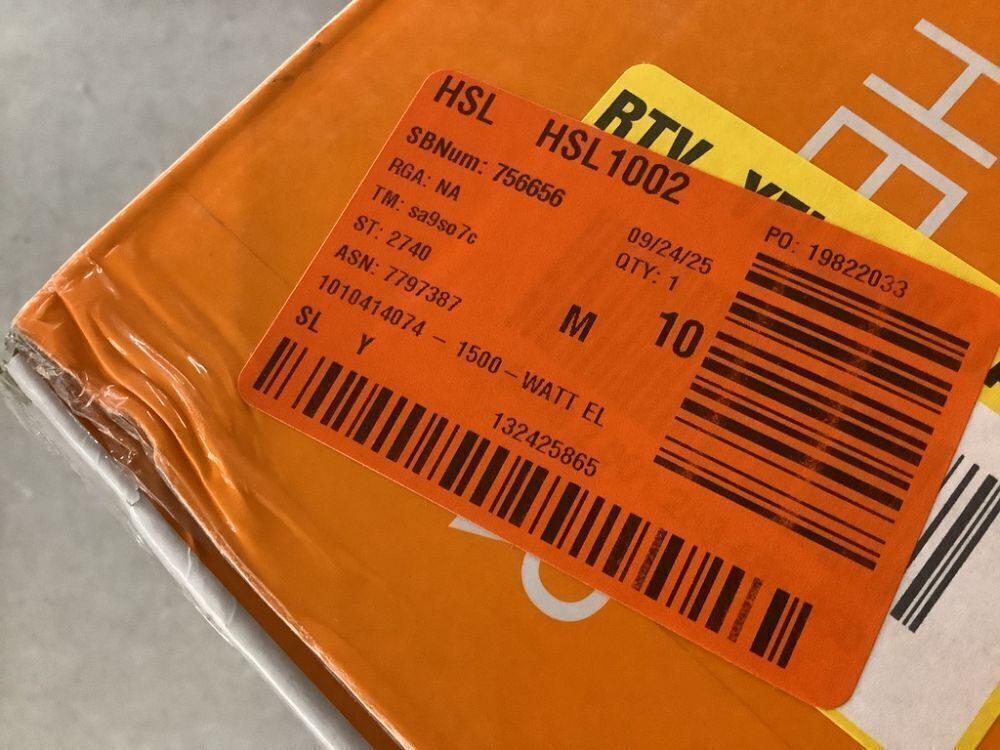 HSL HSL1002
SBNum: 756656
RGA: NA
TM: sa9so7c
ST: 2740
ASN: 7797387
1010414074 - 1500-WATT EL
SL Y
09/24/25
QTY: 1
M 10
PO: 19822033
132425865
RTV
HE